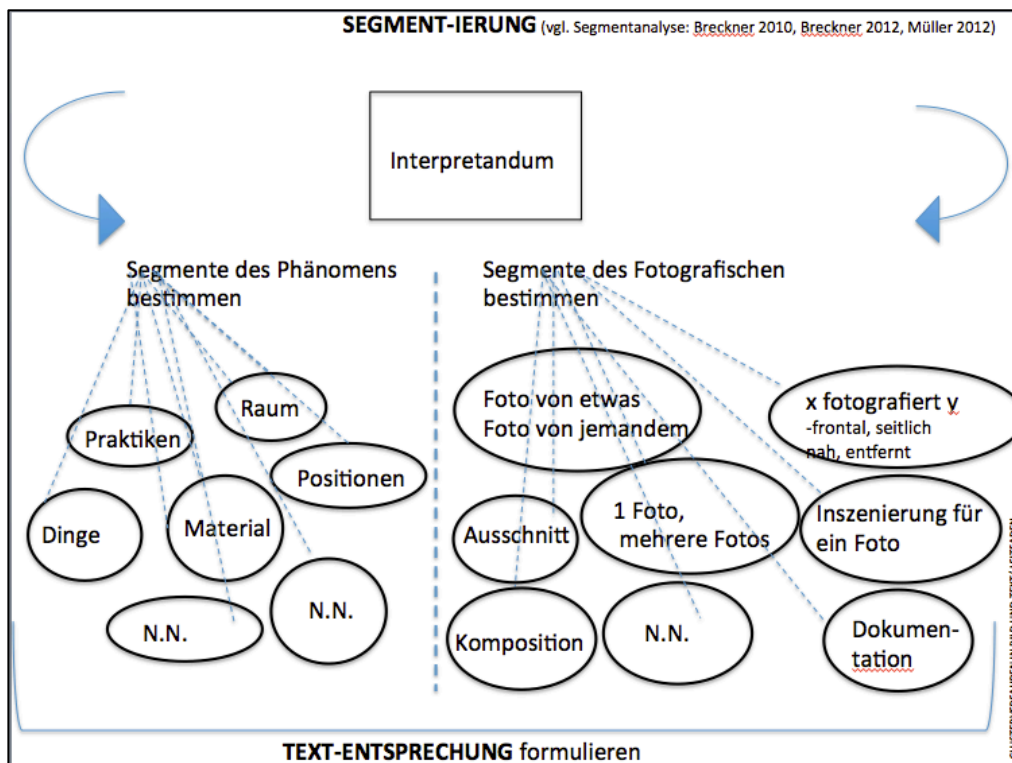 SEGMENT-IERUNG (vgl. Segmentanalyse: Breckner 2010, Breckner 2012, Müller 2012)
Interpretandum
Segmente des Phänomens
bestimmen
Raum
Praktiken
Positionen
Dinge
Material
N.N.
N.N.
Segmente des Fotografischen
bestimmen
Foto von etwas
Foto von jemandem
x fotografiert y
-frontal, seitlich
nah, entfernt
Ausschnitt
1 Foto,
mehrere Fotos
Inszenierung für
ein Foto
Komposition
N.N.
Dokumen-
tation
TEXT-ENTSPRECHUNG formulieren